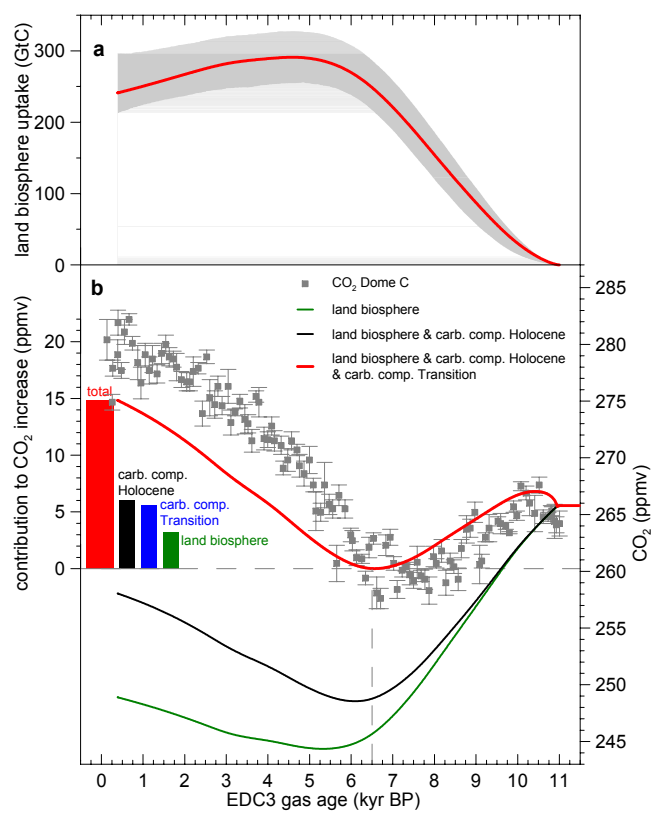 a
land biosphere uptake (GtC)
300
200
100
0
b
contribution to CO₂ increase (ppmv)
20
15
10
5
0
CO₂ Dome C
land biosphere
land biosphere & carb. comp. Holocene
land biosphere & carb. comp. Holocene
& carb. comp. Transition
total
carb. comp.
Holocene
carb. comp.
Transition
land biosphere
285
280
275
270
265
260
255
250
245
CO₂ (ppmv)
0 1 2 3 4 5 6 7 8 9 10 11
EDC3 gas age (kyr BP)